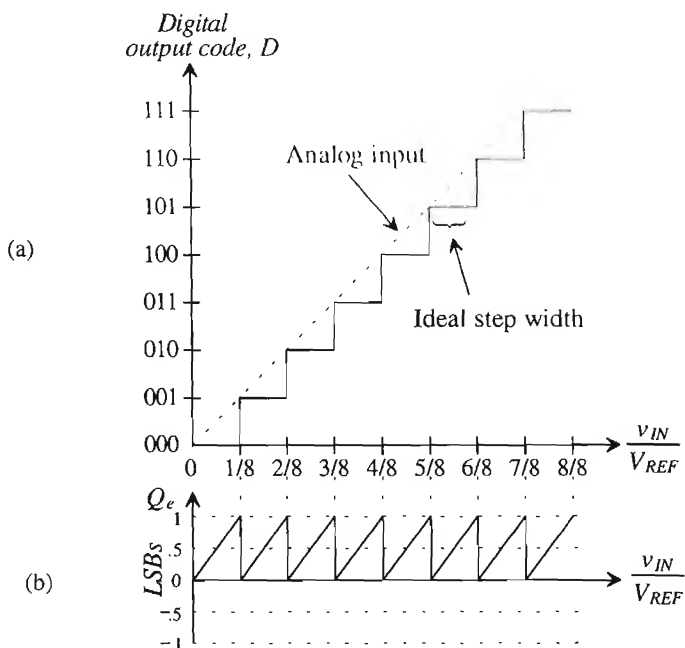 Digital
output code, D
111
110
Analog input
101
(a)
100
011
Ideal step width
010
001
000
v_IN
V_REF
0 1/8 2/8 3/8 4/8 5/8 6/8 7/8 8/8
Q_e
1
.5
LSBs
(b)
0
v_IN
V_REF
-.5
-1